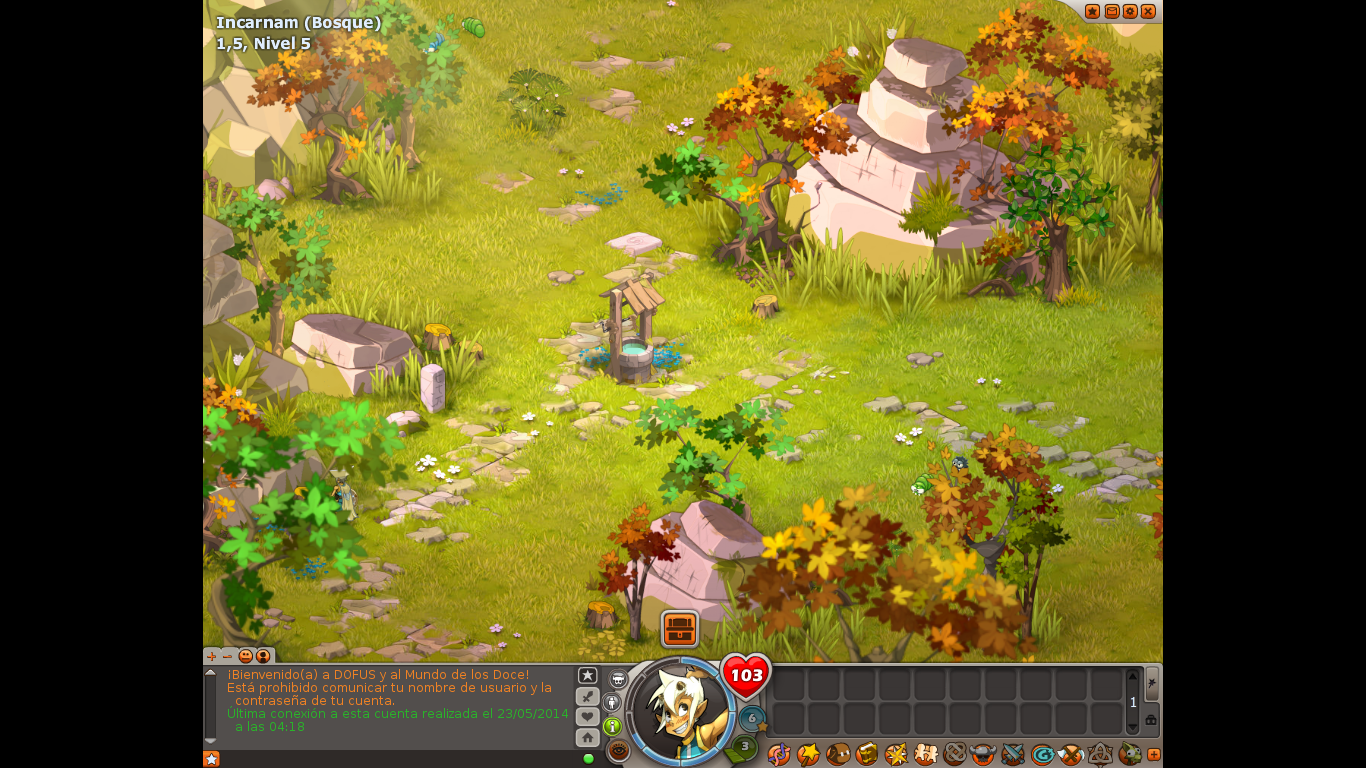 Incarnam (Bosque)
1,5, Nivel 5
¡Bienvenido(a) a DOFUS y al Mundo de los Doce!
Está prohibido comunicar tu nombre de usuario y la
contraseña de tu cuenta.
Última conexión a esta cuenta realizada el 23/05/2014
a las 04:18
103
6
3
1